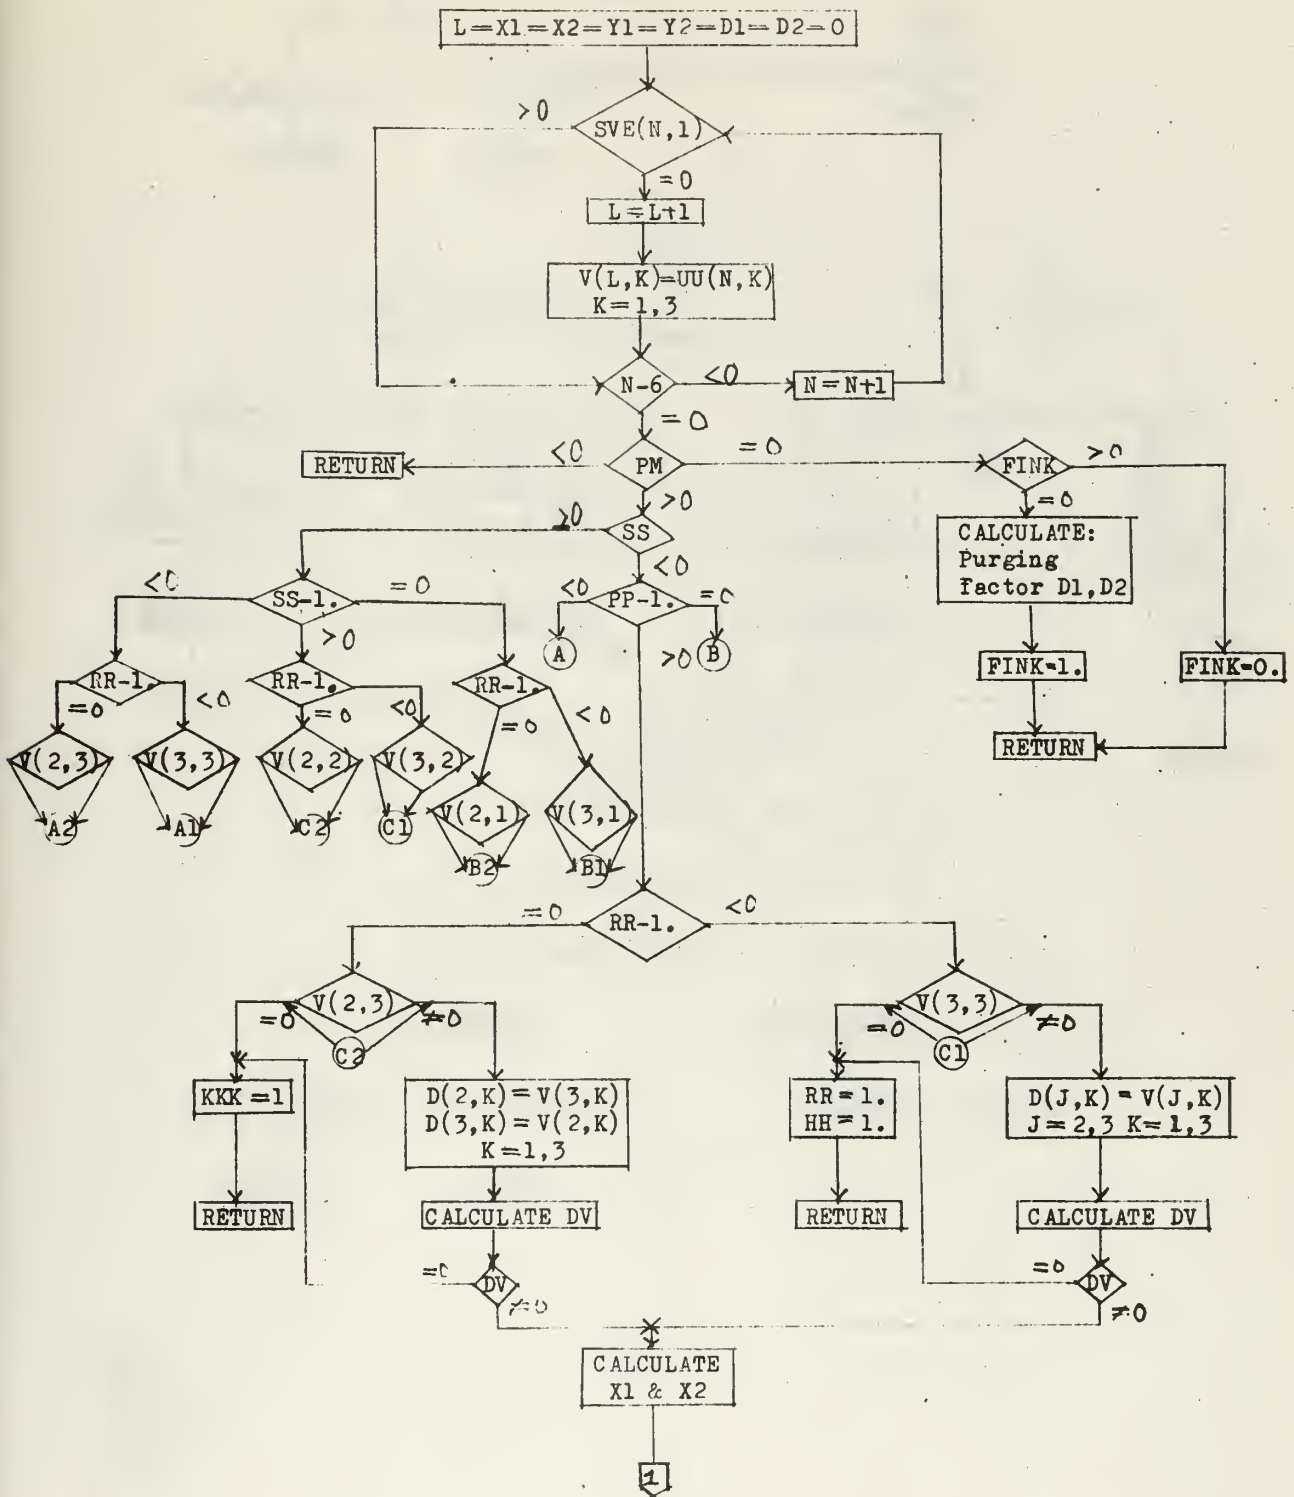 L=X1=X2=Y1=Y2=D1=D2=0
>0
SVE(N,1)
=0
L=L+1
V(L,K)=UU(N,K)
K=1,3
N-6
<0
N=N+1
=0
RETURN
<0
PM
=0
FINK
>0
>0
=0
≥0
SS
CALCULATE:
Purging
factor D1,D2
<0
<0
SS-1.
=0
<0
PP-1.
=0
>0
A
>0
B
RR-1.
RR-1.
RR-1.
FINK=1.
FINK=0.
=0
<0
=0
<0
=0
<0
RETURN
V(2,3)
V(3,3)
V(2,2)
V(3,2)
V(2,1)
V(3,1)
A2
A1
C2
C1
B2
B1
=0
RR-1.
<0
V(2,3)
V(3,3)
=0
≠0
=0
≠0
C2
C1
KKK=1
D(2,K)=V(3,K)
D(3,K)=V(2,K)
K=1,3
RR=1.
HH=1.
D(J,K)=V(J,K)
J=2,3 K=1,3
RETURN
CALCULATE DV
RETURN
CALCULATE DV
=0
DV
≠0
=0
DV
≠0
CALCULATE
X1 & X2
1